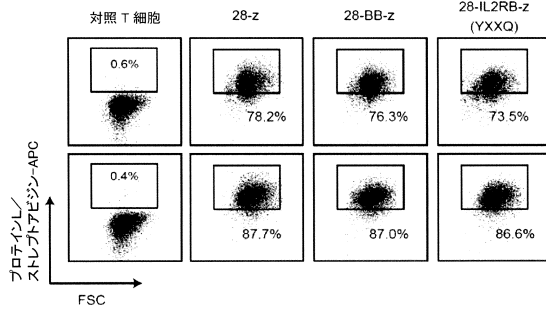 対照 T 細胞
28-z
28-BB-z
28-IL2RB-z
(YXXQ)
0.6%
78.2%
76.3%
73.5%
0.4%
87.7%
87.0%
86.6%
プロテインL/
ストレプトアビジン-APC
FSC